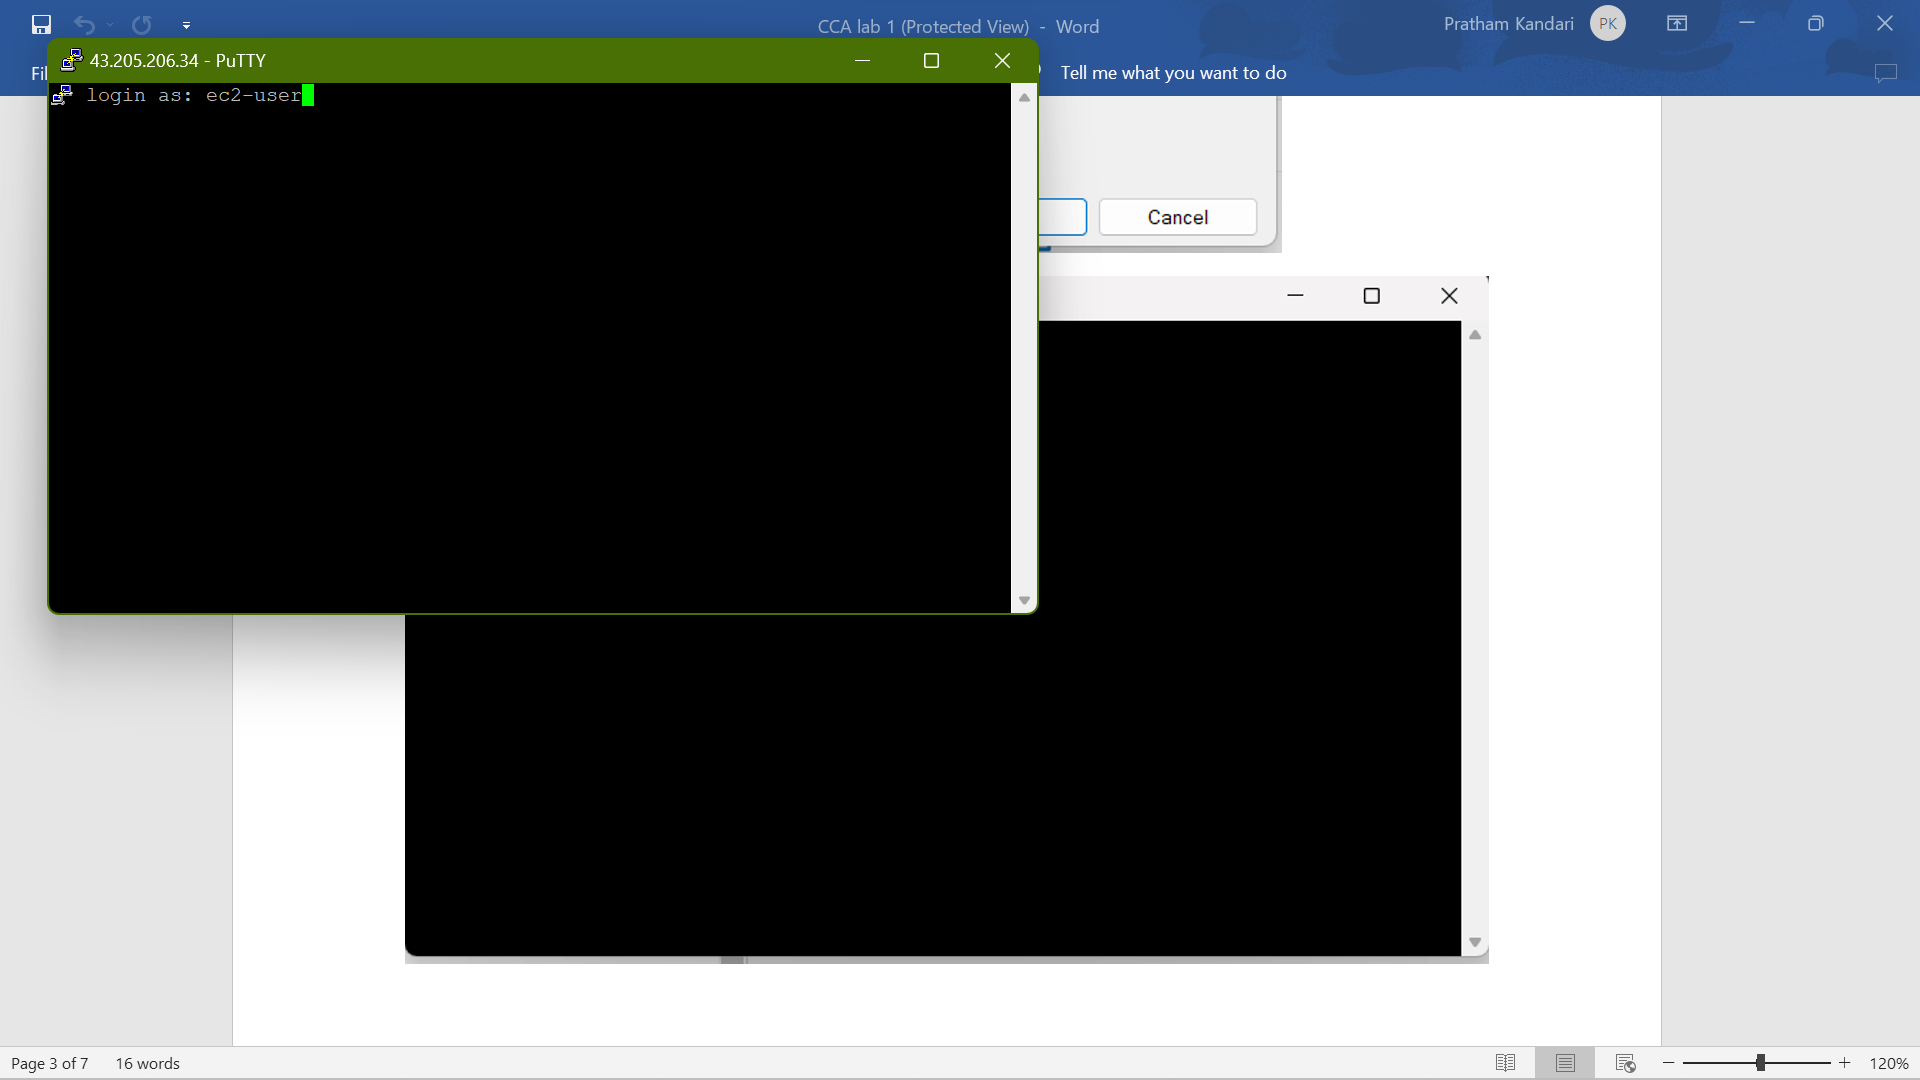 CCA lab 1 (Protected View) - Word
Pratham Kandari
PK
43.205.206.34 - PuTTY
Tell me what you want to do
login as: ec2-user
Cancel
Page 3 of 7
16 words
120%